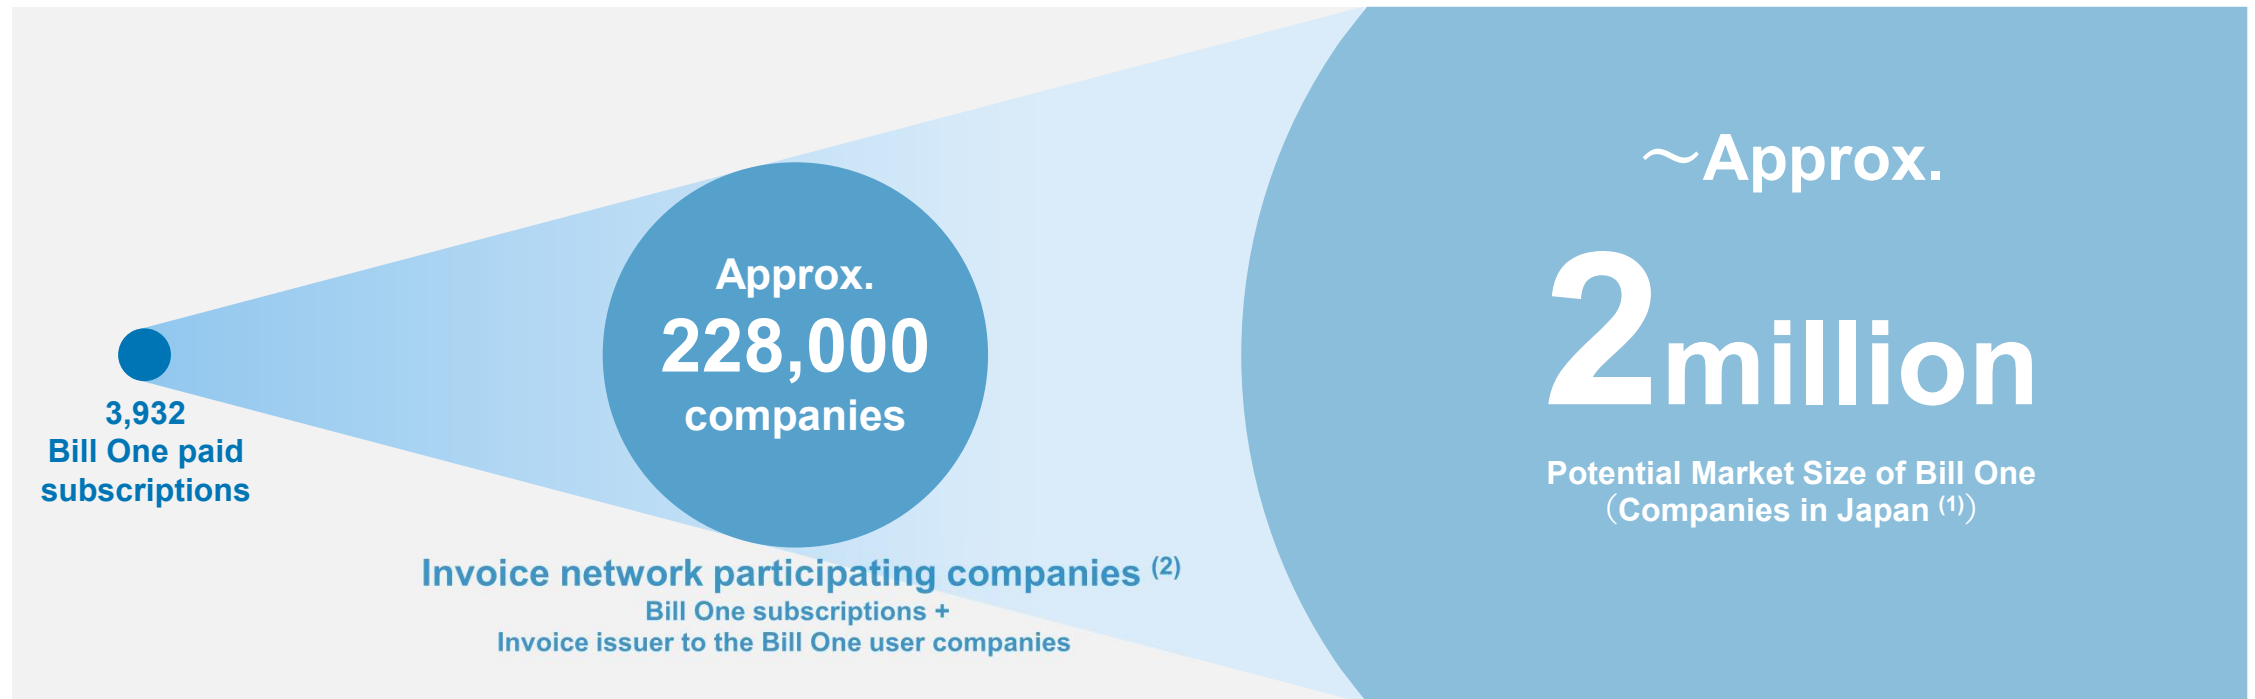 3,932
Bill One paid
subscriptions
Approx.
228,000
companies
Invoice network participating companies (2)
Bill One subscriptions +
Invoice issuer to the Bill One user companies
～Approx.
2million
Potential Market Size of Bill One
（Companies in Japan (1)）